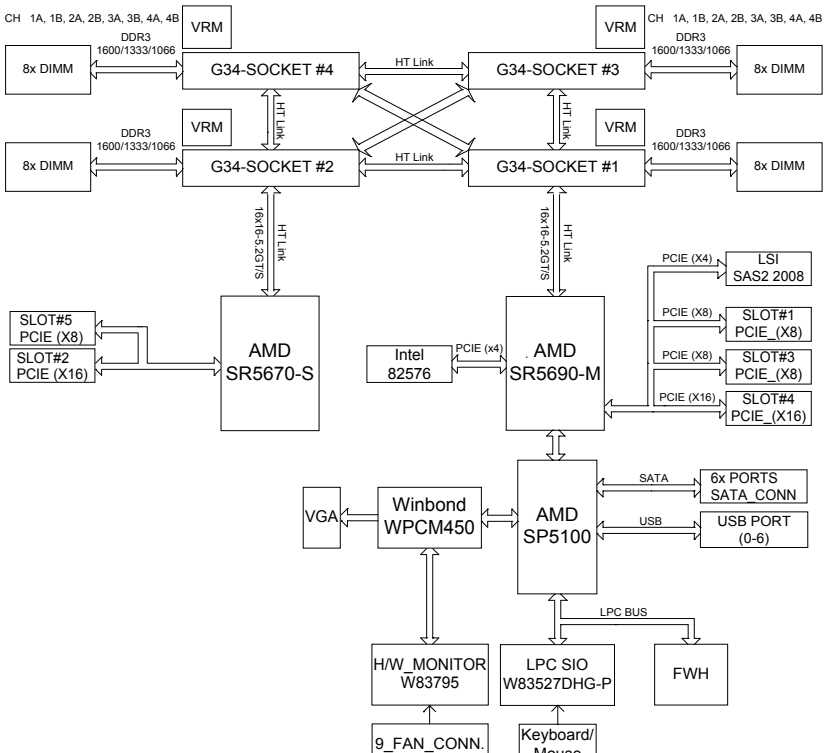 CH 1A, 1B, 2A, 2B, 3A, 3B, 4A, 4B
VRM
VRM
CH 1A, 1B, 2A, 2B, 3A, 3B, 4A, 4B
DDR3
1600/1333/1066
DDR3
1600/1333/1066
8x DIMM
G34-SOCKET #4
HT Link
G34-SOCKET #3
8x DIMM
HT Link
HT Link
VRM
VRM
DDR3
1600/1333/1066
DDR3
1600/1333/1066
8x DIMM
G34-SOCKET #2
HT Link
G34-SOCKET #1
8x DIMM
HT Link
16x16-5.2GT/S
HT Link
16x16-5.2GT/S
PCIE (X4)
LSI
SAS2 2008
SLOT#5
PCIE (X8)
SLOT#2
PCIE (X16)
AMD
SR5670-S
Intel
82576
PCIE (x4)
AMD
SR5690-M
PCIE (X8)
SLOT#1
PCIE_(X8)
PCIE (X8)
SLOT#3
PCIE_(X8)
PCIE (X16)
SLOT#4
PCIE_(X16)
VGA
Winbond
WPCM450
AMD
SP5100
SATA
6x PORTS
SATA_CONN
USB
USB PORT
(0-6)
LPC BUS
H/W_MONITOR
W83795
LPC SIO
W83527DHG-P
FWH
9_FAN_CONN.
Keyboard/
Mouse